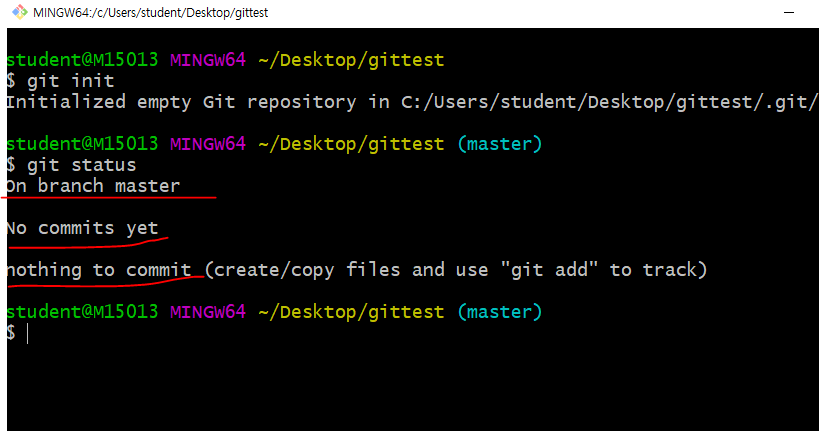 MINGW64:/c/Users/student/Desktop/gittest
student@M15013 MINGW64 ~/Desktop/gittest
$ git init
Initialized empty Git repository in C:/Users/student/Desktop/gittest/.git/
student@M15013 MINGW64 ~/Desktop/gittest (master)
$ git status
On branch master
No commits yet
nothing to commit (create/copy files and use "git add" to track)
student@M15013 MINGW64 ~/Desktop/gittest (master)
$